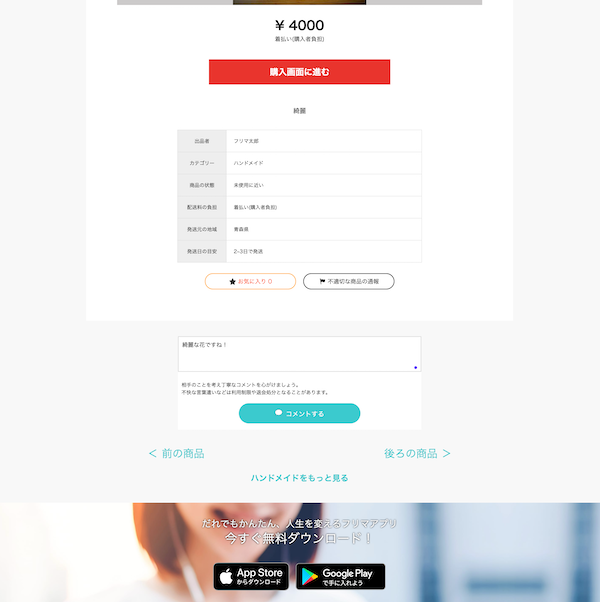 ¥ 4000
着払い(購入者負担)
購入画面に進む
綺麗
出品者 フリマ太郎
カテゴリー ハンドメイド
商品の状態 未使用に近い
配送料の負担 着払い(購入者負担)
発送元の地域 青森県
発送日の目安 2~3日で発送
お気に入り 0 不適切な商品の通報
綺麗な花ですね！
相手のことを考え丁寧なコメントを心がけましょう。
不快な言葉遣いなどは利用制限や退会処分となることがあります。
コメントする
＜ 前の商品 後ろの商品 ＞
ハンドメイドをもっと見る
だれでもかんたん、人生を変えるフリマアプリ
今すぐ無料ダウンロード！
App Store
からダウンロード
Google Play
で手に入れよう